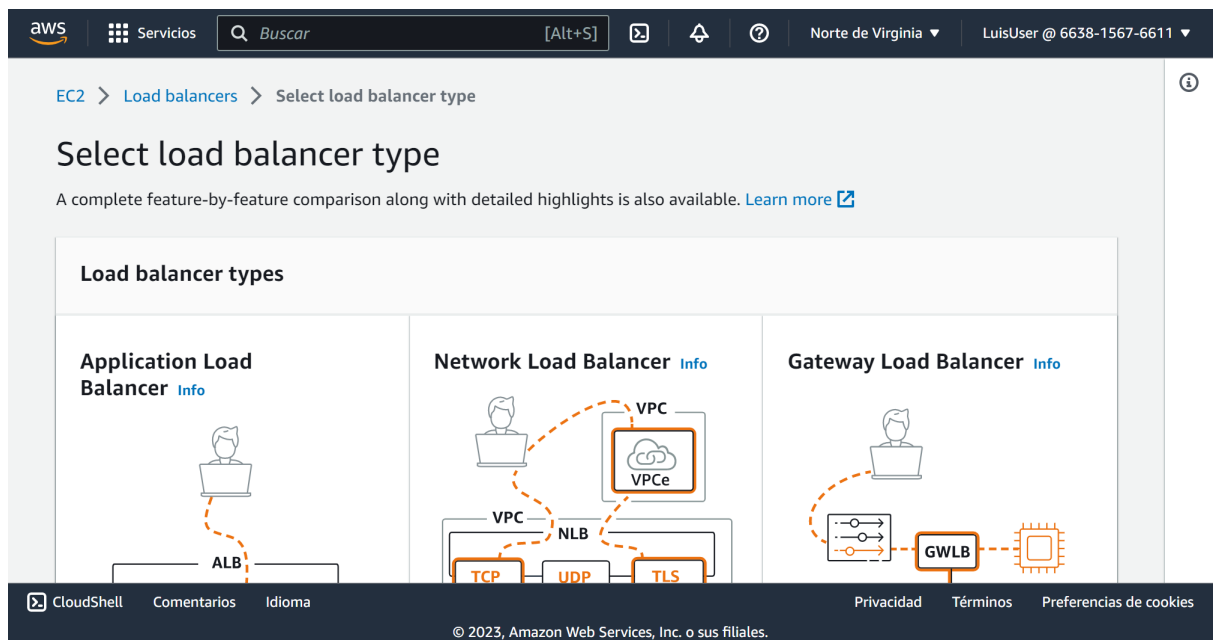 aws Servicios Buscar [Alt+S] Norte de Virginia ▼ LuisUser @ 6638-1567-6611 ▼
EC2 > Load balancers > Select load balancer type
Select load balancer type
A complete feature-by-feature comparison along with detailed highlights is also available. Learn more
Load balancer types
Application Load
Balancer Info
ALB
Network Load Balancer Info
VPC
VPCe
VPC
NLB
TCP UDP TLS
Gateway Load Balancer Info
GWLB
CloudShell Comentarios Idioma Privacidad Términos Preferencias de cookies
© 2023, Amazon Web Services, Inc. o sus filiales.